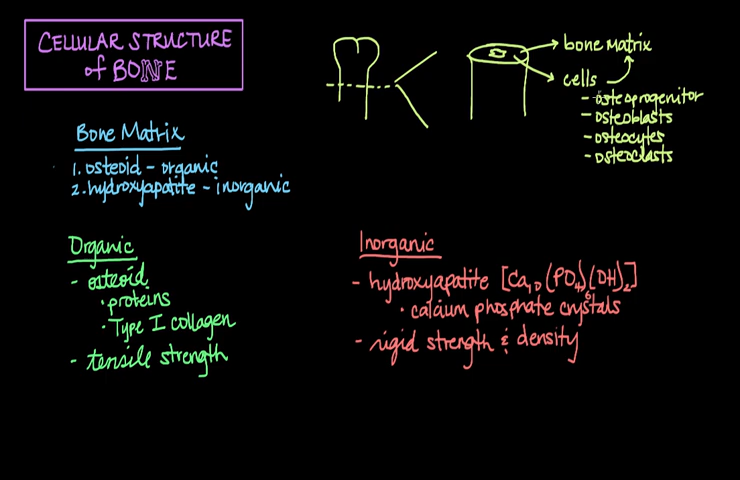 CELLULAR STRUCTURE
of BONE
bone matrix
cells
- osteoprogenitor
- osteoblasts
- osteocytes
- osteoclasts
Bone Matrix
1. osteoid - organic
2. hydroxyapatite - inorganic
Organic
- osteoid
• proteins
• Type I collagen
- tensile strength
Inorganic
- hydroxyapatite [Ca₁₀(PO₄)₆(OH)₂]
• calcium phosphate crystals
- rigid strength & density